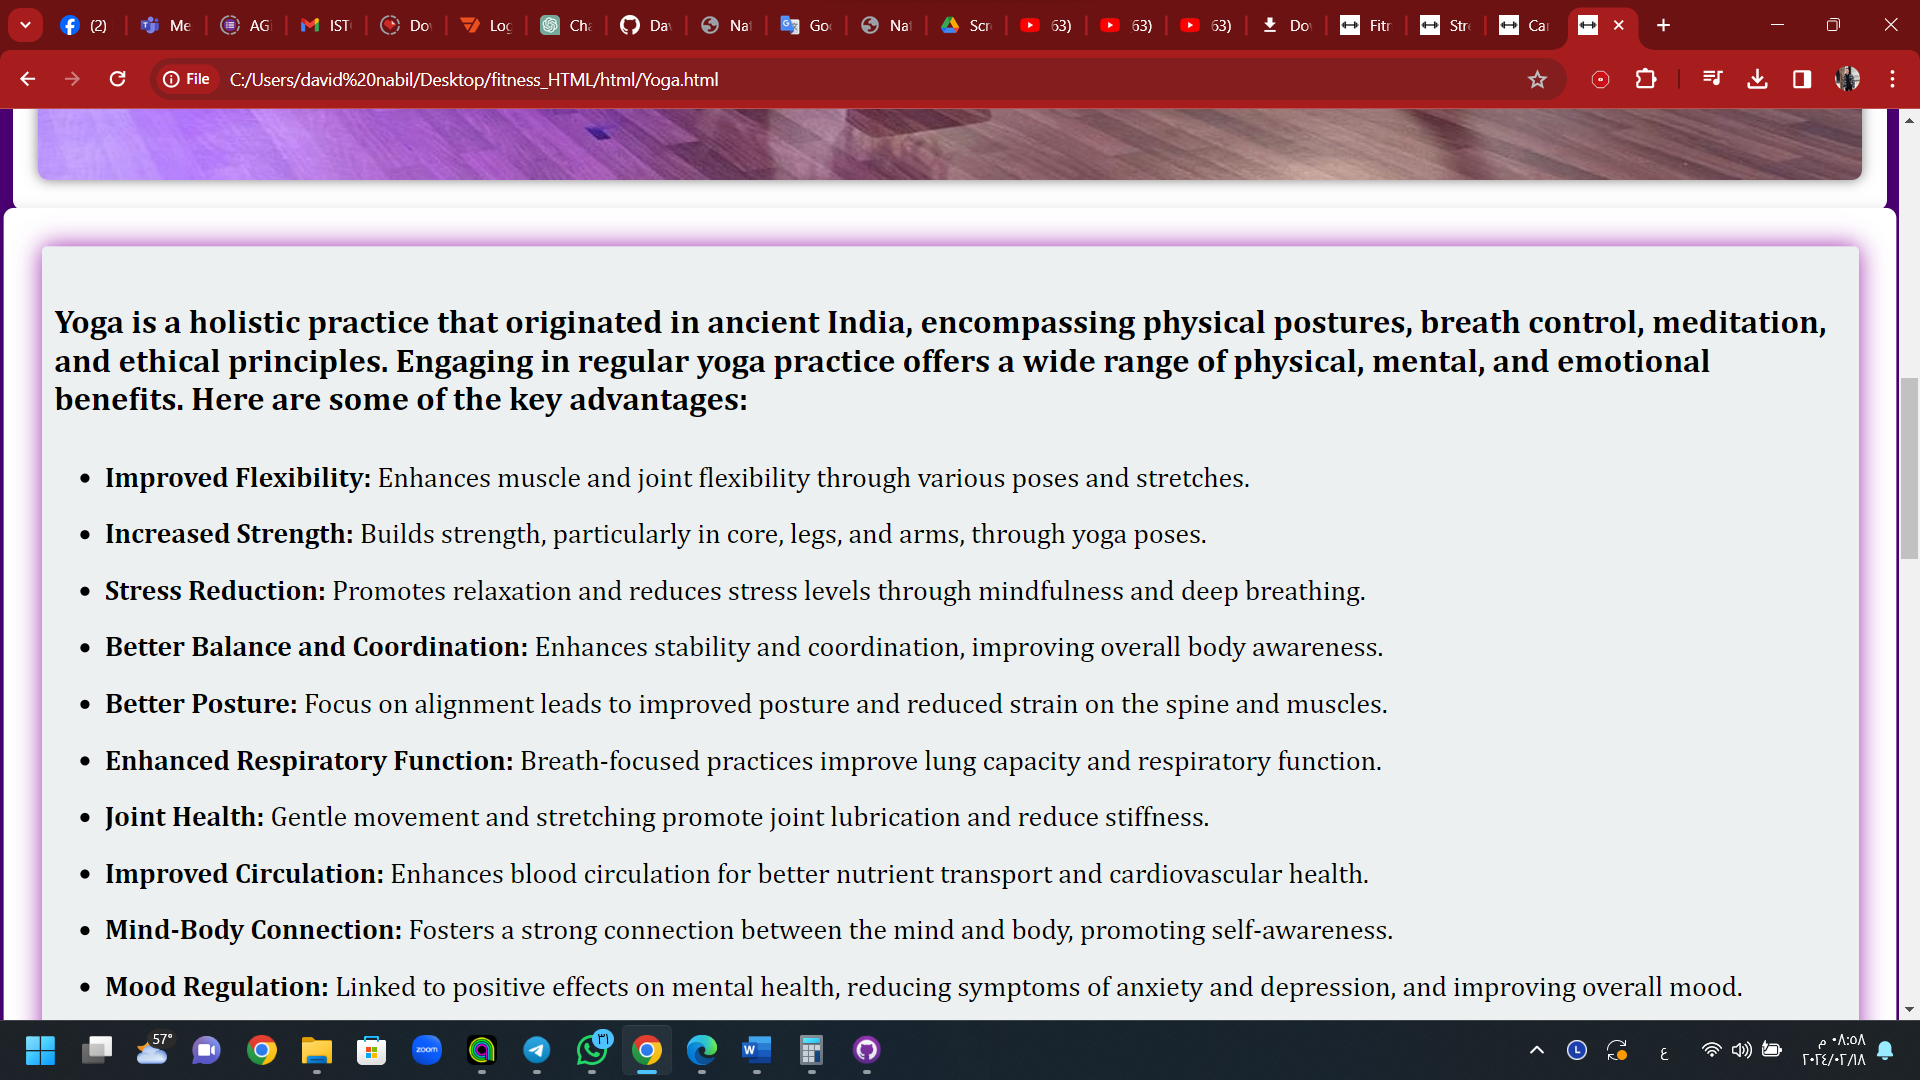 (2)
Me
AG
IST
Do
Log
Cha
Da
Na
Goo
Na
Scr
63)
63)
63)
Do
Fitr
Str
Car
File
C:/Users/david%20nabil/Desktop/fitness_HTML/html/Yoga.html
Yoga is a holistic practice that originated in ancient India, encompassing physical postures, breath control, meditation,
and ethical principles. Engaging in regular yoga practice offers a wide range of physical, mental, and emotional
benefits. Here are some of the key advantages:
• Improved Flexibility: Enhances muscle and joint flexibility through various poses and stretches.
• Increased Strength: Builds strength, particularly in core, legs, and arms, through yoga poses.
• Stress Reduction: Promotes relaxation and reduces stress levels through mindfulness and deep breathing.
• Better Balance and Coordination: Enhances stability and coordination, improving overall body awareness.
• Better Posture: Focus on alignment leads to improved posture and reduced strain on the spine and muscles.
• Enhanced Respiratory Function: Breath-focused practices improve lung capacity and respiratory function.
• Joint Health: Gentle movement and stretching promote joint lubrication and reduce stiffness.
• Improved Circulation: Enhances blood circulation for better nutrient transport and cardiovascular health.
• Mind-Body Connection: Fosters a strong connection between the mind and body, promoting self-awareness.
• Mood Regulation: Linked to positive effects on mental health, reducing symptoms of anxiety and depression, and improving overall mood.
57°
zoom
٣١
W
L
ع
٠٨:٥٨ م
٢٠٢٤/٠٢/١٨